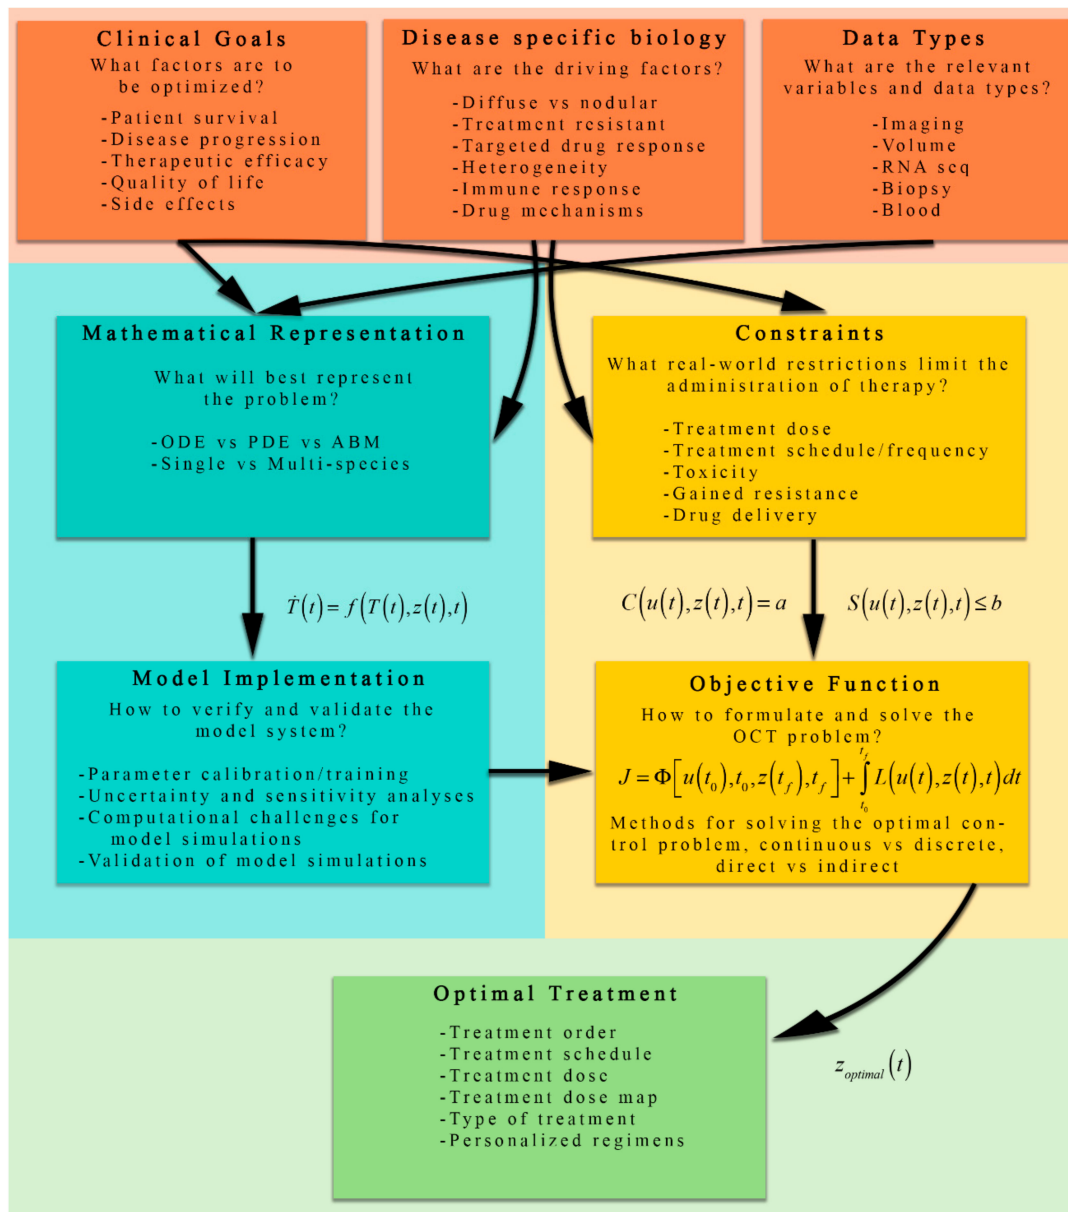 Clinical Goals
What factors are to
be optimized?
-Patient survival
-Disease progression
-Therapeutic efficacy
-Quality of life
-Side effects
Disease specific biology
What are the driving factors?
-Diffuse vs nodular
-Treatment resistant
-Targeted drug response
-Heterogeneity
-Immune response
-Drug mechanisms
Data Types
What are the relevant
variables and data types?
-Imaging
-Volume
-RNA seq
-Biopsy
-Blood
Mathematical Representation
What will best represent
the problem?
-ODE vs PDE vs ABM
-Single vs Multi-species
Constraints
What real-world restrictions limit the
administration of therapy?
-Treatment dose
-Treatment schedule/frequency
-Toxicity
-Gained resistance
-Drug delivery
Ṫ(t)=f(T(t),z(t),t)
C(u(t),z(t),t)=a
S(u(t),z(t),t)≤b
Model Implementation
How to verify and validate the
model system?
-Parameter calibration/training
-Uncertainty and sensitivity analyses
-Computational challenges for
model simulations
-Validation of model simulations
Objective Function
How to formulate and solve the
OCT problem?
J=Φ[u(t₀),t₀,z(t_f),t_f]+∫_{t₀}^{t_f}L(u(t),z(t),t)dt
Methods for solving the optimal con-
trol problem, continuous vs discrete,
direct vs indirect
Optimal Treatment
-Treatment order
-Treatment schedule
-Treatment dose
-Treatment dose map
-Type of treatment
-Personalized regimens
z_{optimal}(t)